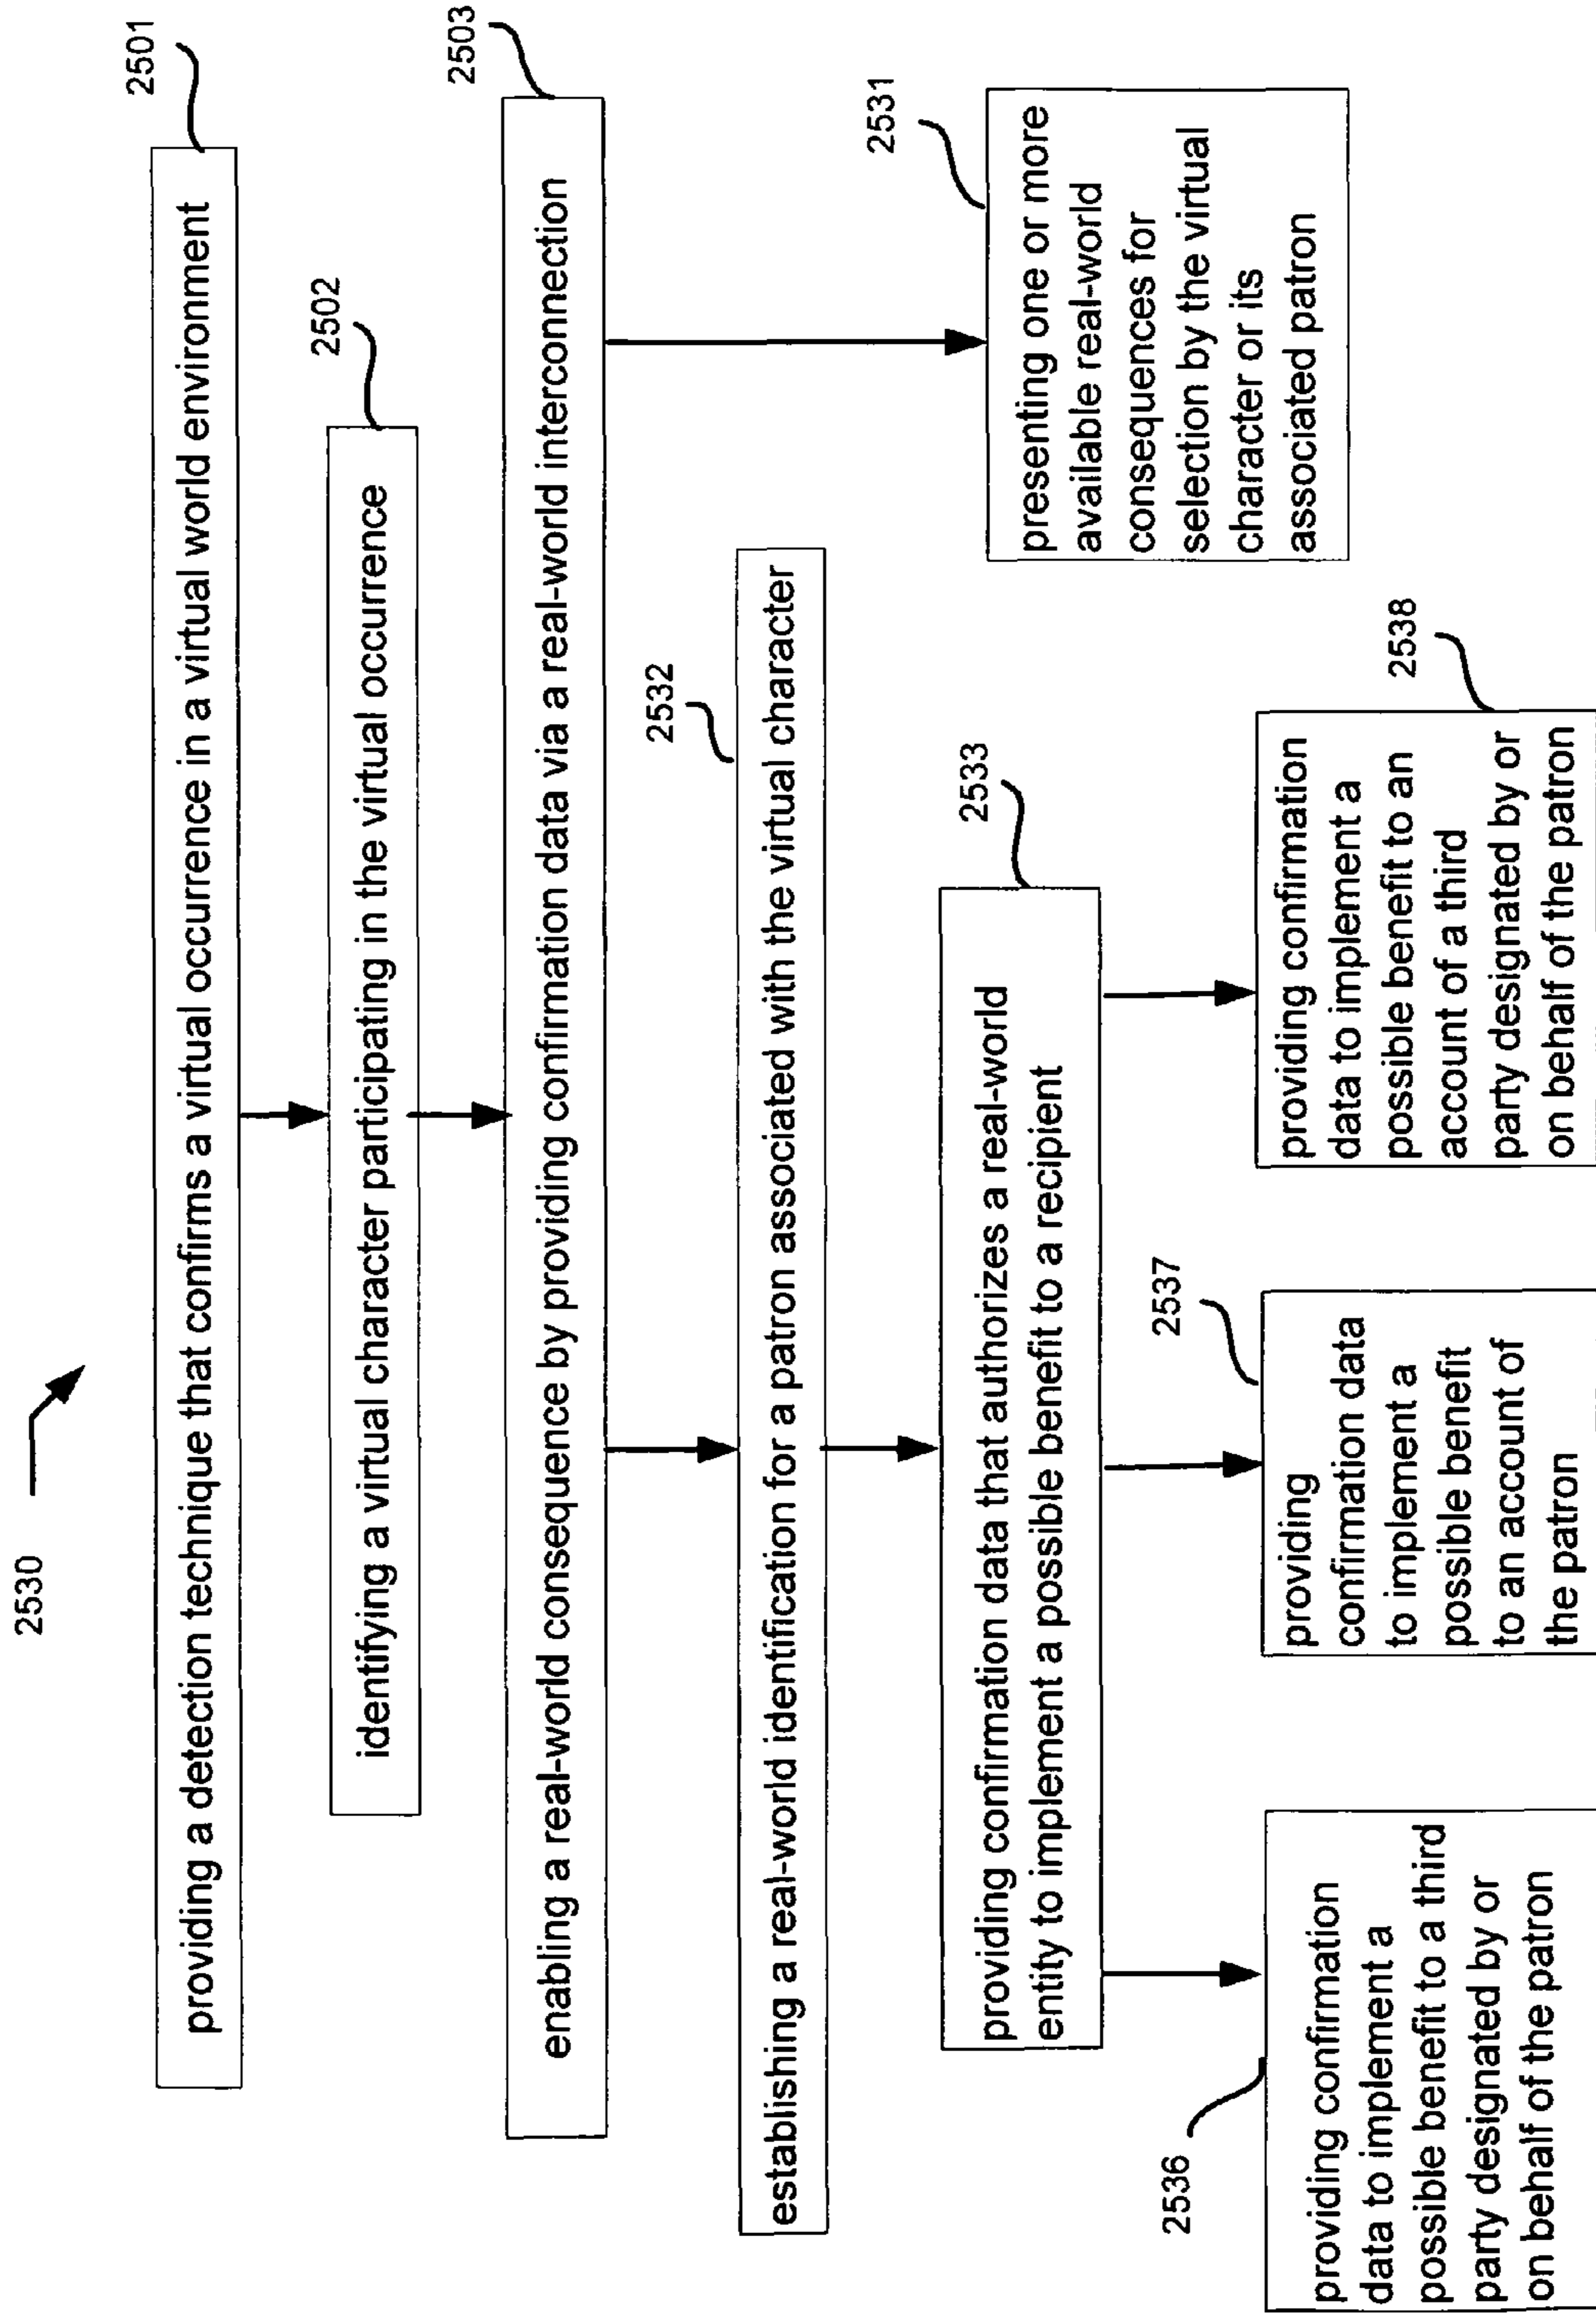 2530
2501
providing a detection technique that confirms a virtual occurrence in a virtual world environment
2502
identifying a virtual character participating in the virtual occurrence
2503
enabling a real-world consequence by providing confirmation data via a real-world interconnection
2532
establishing a real-world identification for a patron associated with the virtual character
2531
presenting one or more
available real-world
consequences for
selection by the virtual
character or its
associated patron
2533
providing confirmation data that authorizes a real-world
entity to implement a possible benefit to a recipient
2536
providing confirmation
data to implement a
possible benefit to a third
party designated by or
on behalf of the patron
2537
providing
confirmation data
to implement a
possible benefit
to an account of
the patron
2538
providing confirmation
data to implement a
possible benefit to an
account of a third
party designated by or
on behalf of the patron